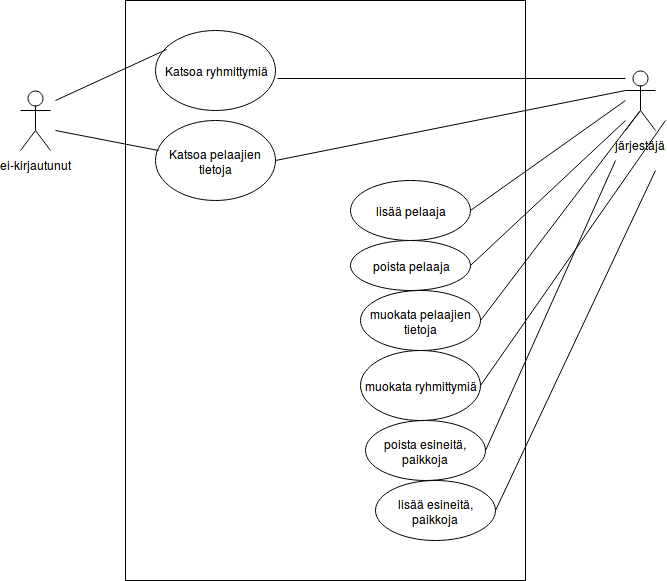 Katsoa ryhmittymiä
ei-kirjautunut
Katsoa pelaajien
tietoja
järjestäjä
lisää pelaaja
poista pelaaja
muokata pelaajien
tietoja
muokata ryhmittymiä
poista esineitä,
paikkoja
lisää esineitä,
paikkoja